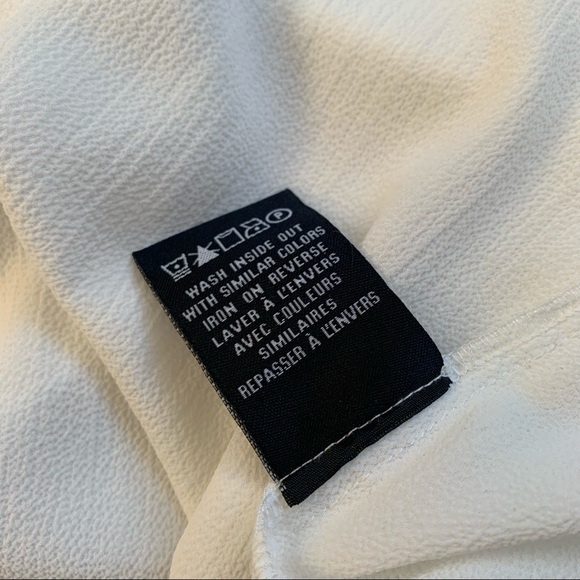 P
WASH INSIDE OUT
WITH SIMILAR COLORS
IRON ON REVERSE
LAVER À L'ENVERS
AVEC COULEURS
SIMILAIRES
REPASSER À L'ENVERS